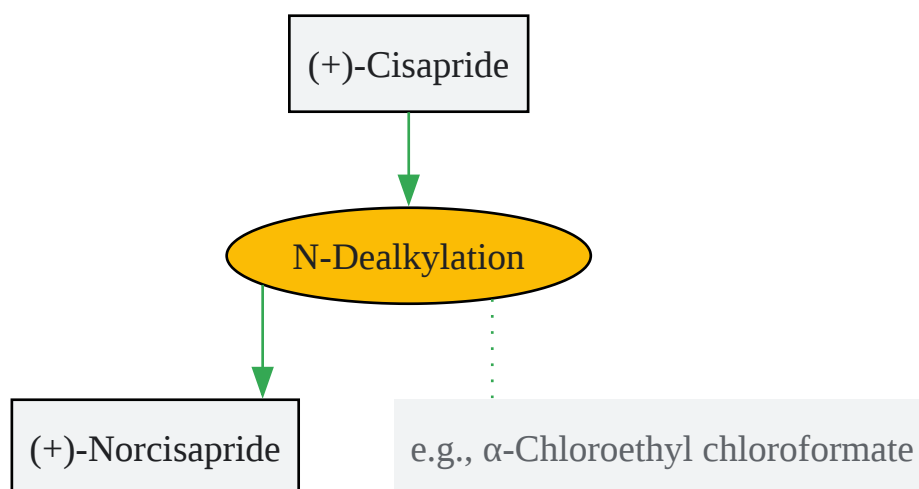 (+)-Cisapride
N-Dealkylation
(+)-Norcisapride
e.g., α-Chloroethyl chloroformate